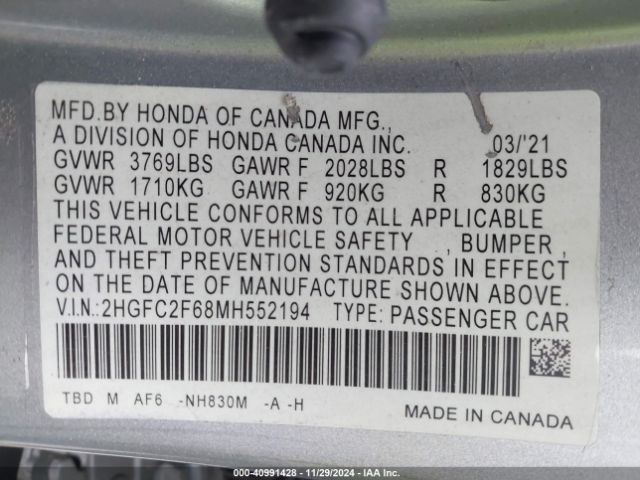 MFD.BY HONDA OF CANADA MFG.,
A DIVISION OF HONDA CANADA INC. 03/'21
GVWR 3769LBS GAWR F 2028LBS R 1829LBS
GVWR 1710KG GAWR F 920KG R 830KG
THIS VEHICLE CONFORMS TO ALL APPLICABLE
FEDERAL MOTOR VEHICLE SAFETY , BUMPER ,
AND THEFT PREVENTION STANDARDS IN EFFECT
ON THE DATE OF MANUFACTURE SHOWN ABOVE.
V.I.N.:2HGFC2F68MH552194 TYPE: PASSENGER CAR
TBD M AF6 -NH830M -A -H
MADE IN CANADA
000-40991428 - 11/29/2024 - IAA Inc.